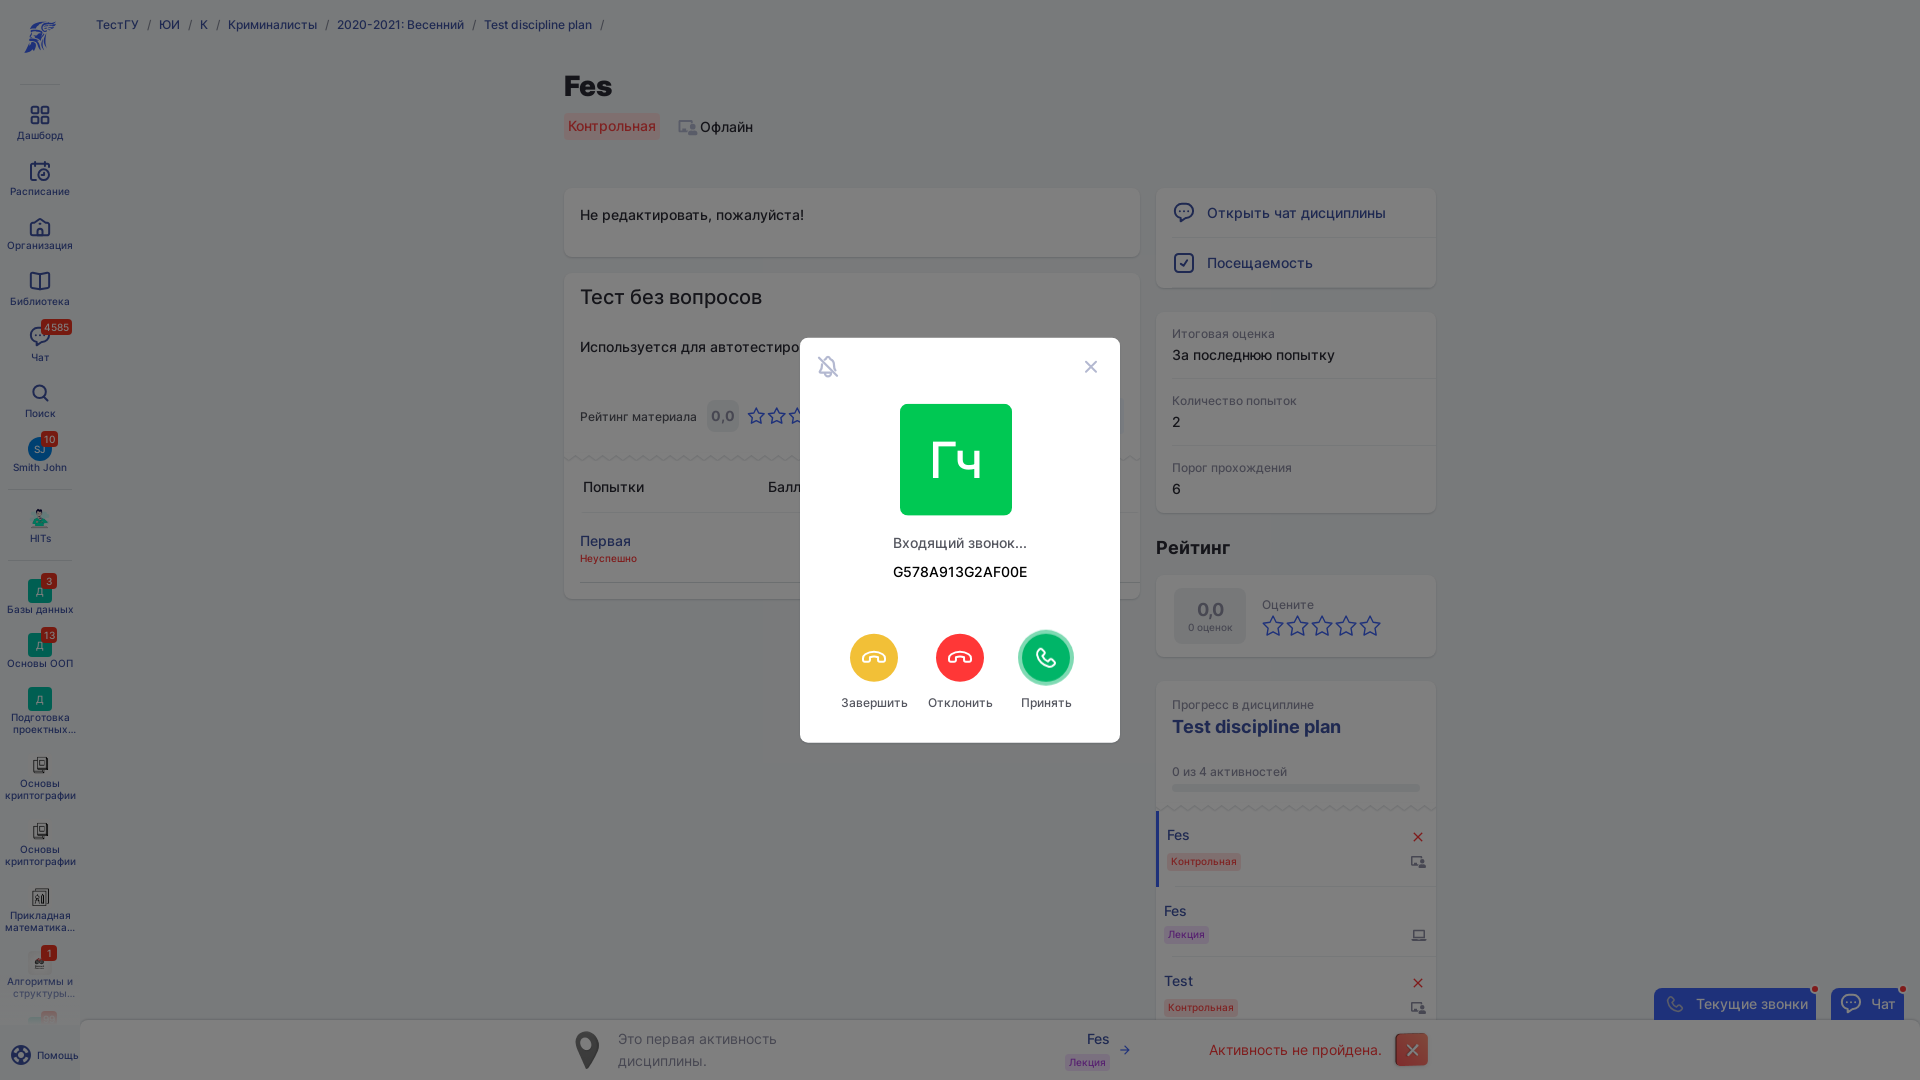 ТестГУ / ЮИ / К / Криминалисты / 2020-2021: Весенний / Test discipline plan /
Дашборд
Расписание
Организация
Библиотека
4585
Чат
Поиск
10
SJ
Smith John
HITs
3
Д
Базы данных
13
Д
Основы ООП
Д
Подготовка
проектных...
Основы
криптографии
Основы
криптографии
Прикладная
математика...
1
Алгоритмы и
структуры...
Помощь
Fes
Контрольная
Офлайн
Не редактировать, пожалуйста!
Тест без вопросов
Используется для автотестиро
Рейтинг материала 0,0
Попытки Балл
Первая
Неуспешно
Гч
Входящий звонок...
G578A913G2AF00E
Завершить Отклонить Принять
Открыть чат дисциплины
Посещаемость
Итоговая оценка
За последнюю попытку
Количество попыток
2
Порог прохождения
6
Рейтинг
0,0
0 оценок
Оцените
Прогресс в дисциплине
Test discipline plan
0 из 4 активностей
Fes
Контрольная
Fes
Лекция
Test
Контрольная
Текущие звонки
Чат
Это первая активность
дисциплины.
Fes
Лекция
Активность не пройдена.